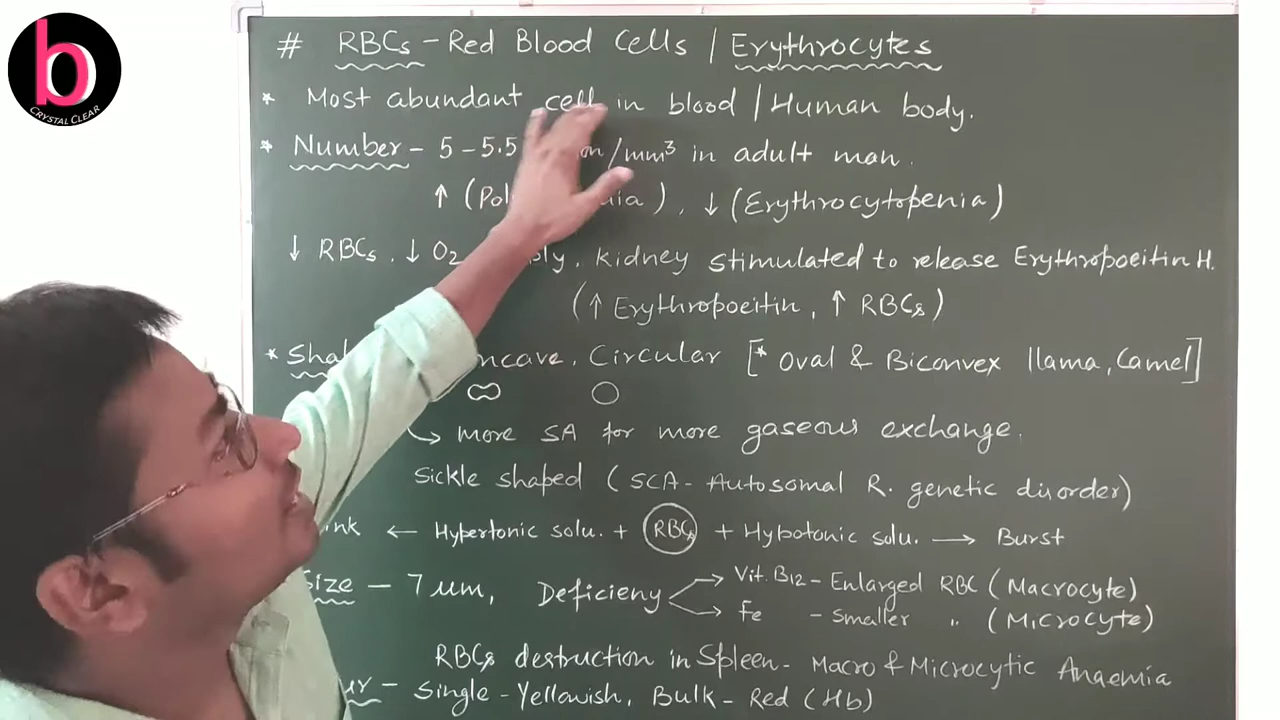 b
CRYSTAL CLEAR
# RBCs - Red Blood Cells / Erythrocytes
* Most abundant cell in blood / Human body.
* Number - 5 - 5.5 /mm³ in adult man.
↑ ( ), ↓ (Erythrocytopenia)
↓ RBCs, ↓ O2 kidney stimulated to release Erythropoeitin H.
(↑ Erythropoeitin, ↑ RBCs)
* Circular [* Oval & Biconvex llama, Camel]
↳ More SA for more gaseous exchange.
Sickle shaped (SCA - Autosomal R. genetic disorder)
← Hypertonic solu. + RBCs + Hypotonic solu. → Burst
Size - 7 um, Deficieny → Vit. B12 - Enlarged RBC (Macrocyte)
→ Fe - Smaller " (Microcyte)
RBCs destruction in Spleen - Macro & Microcytic Anaemia
- Single - Yellowish, Bulk - Red (Hb)